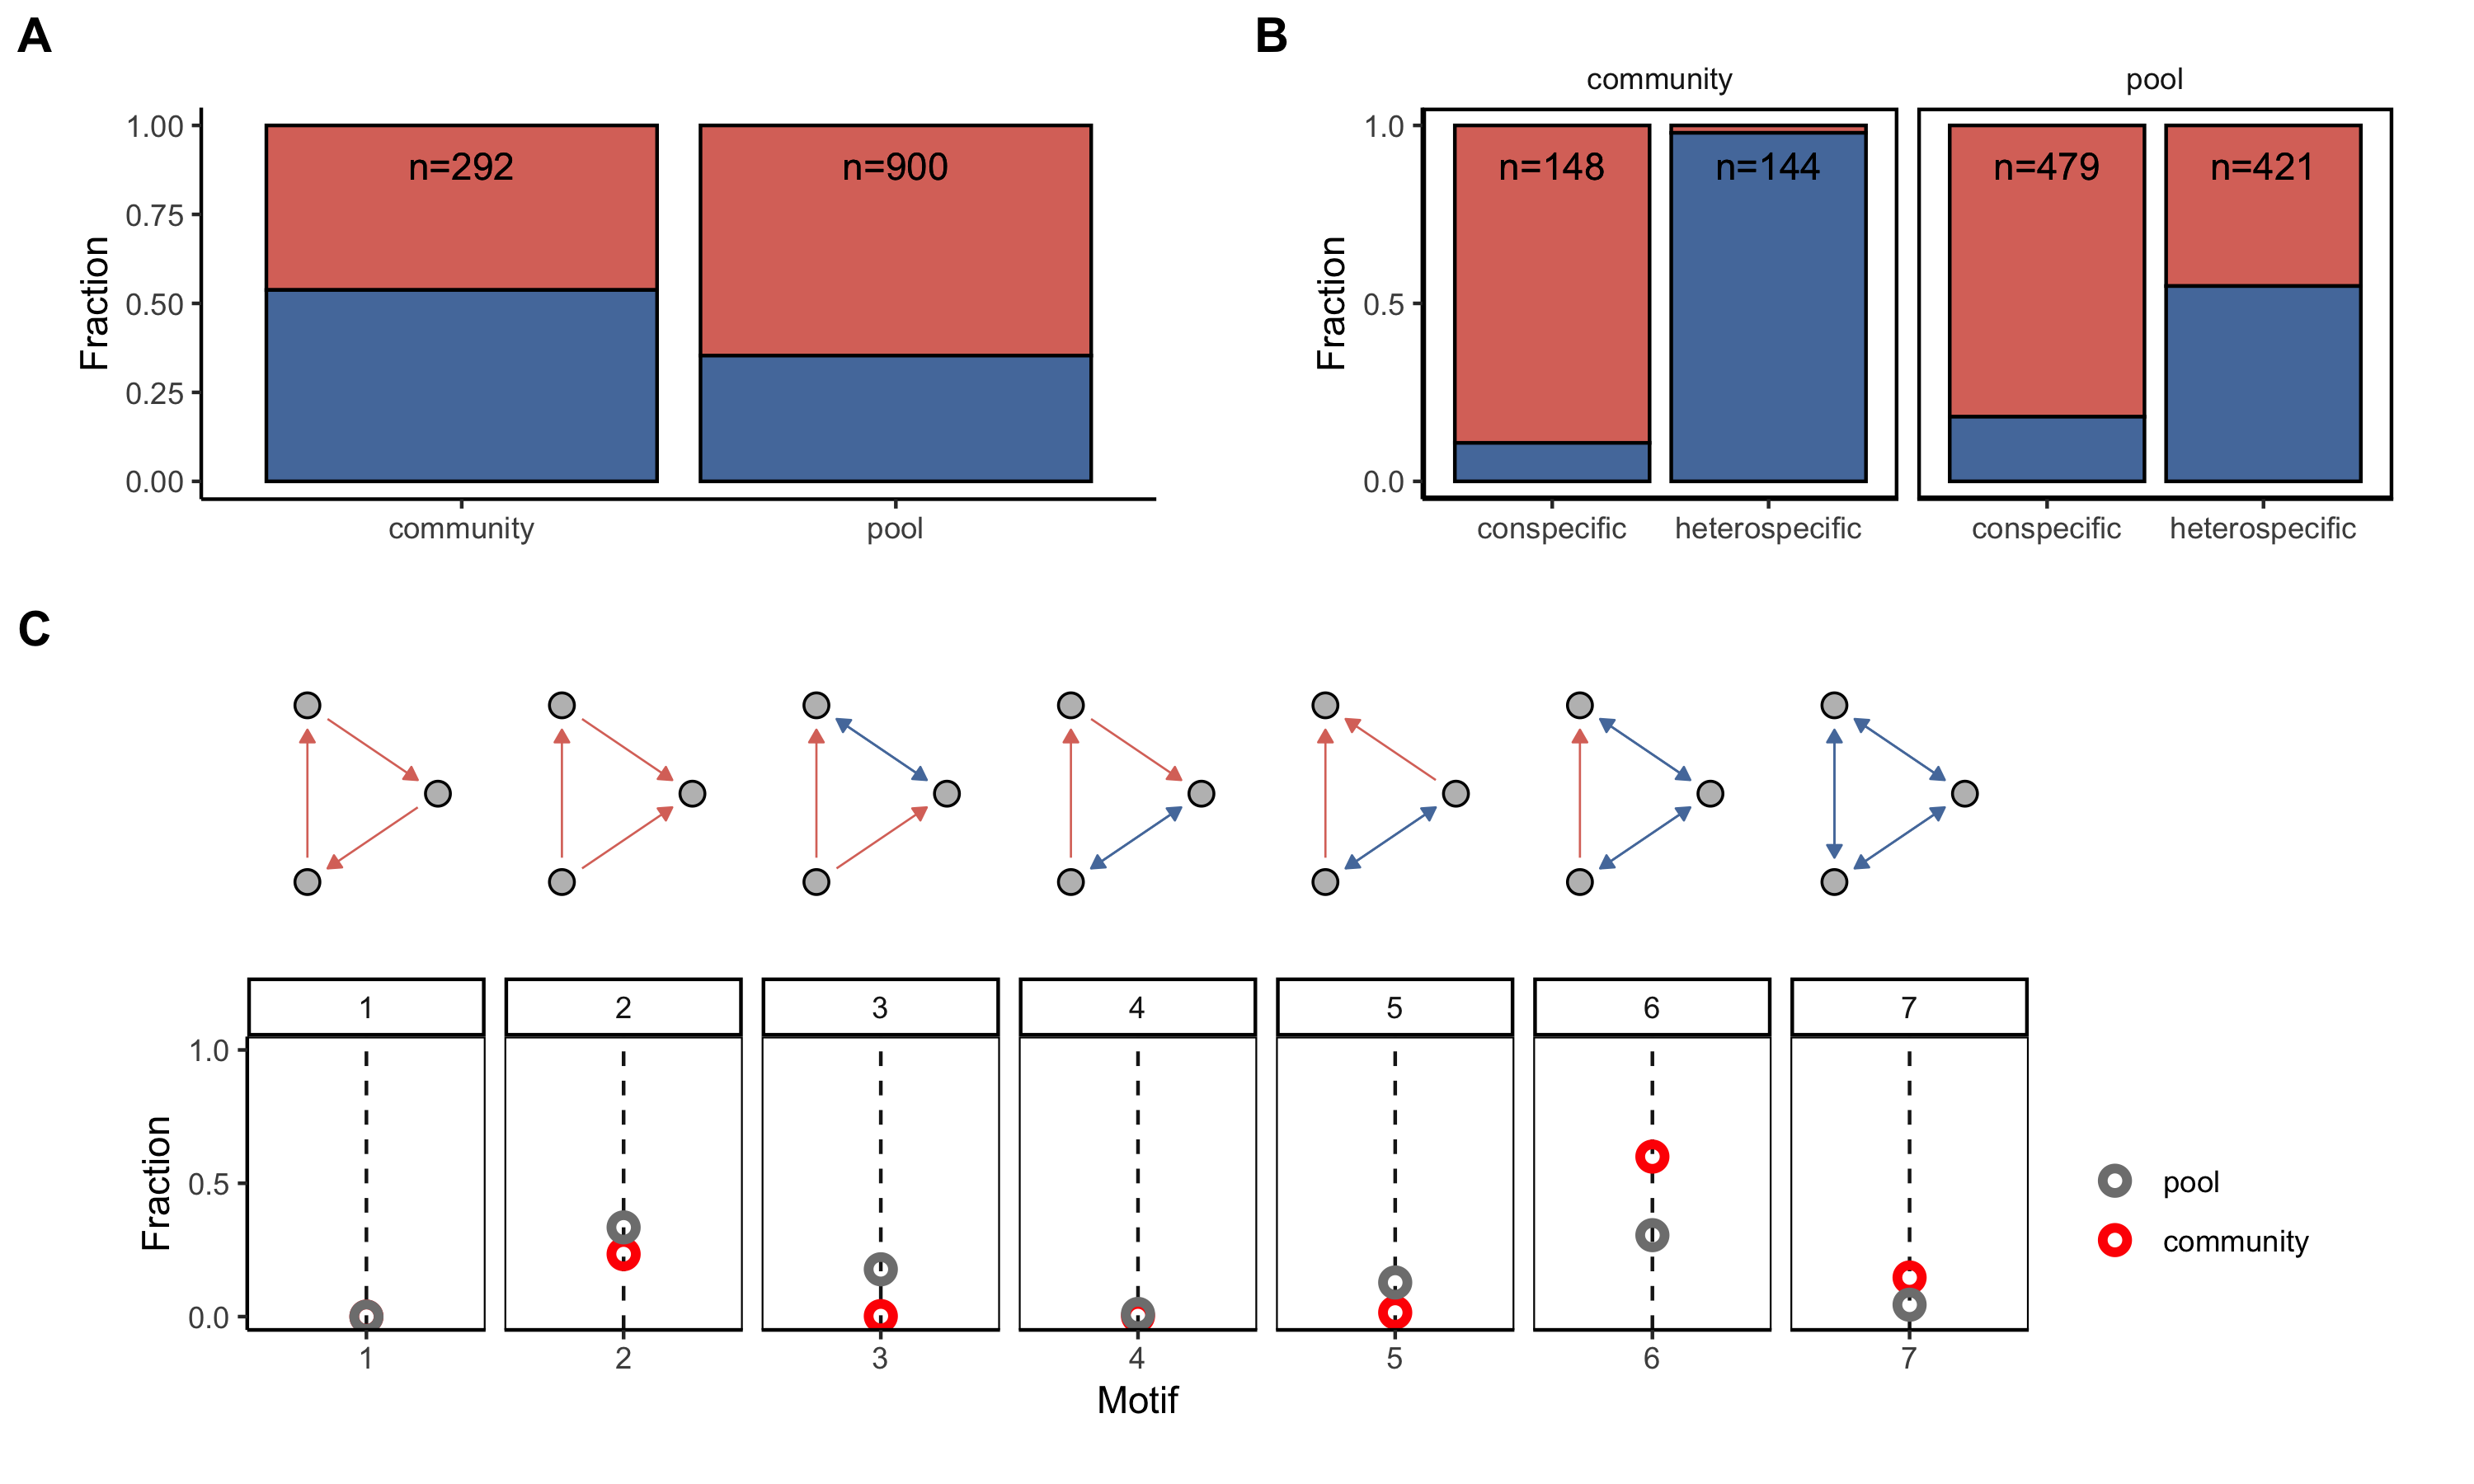 A
1.00
0.75
0.50
0.25
0.00
Fraction
n=292
n=900
community
pool
B
community
pool
1.0
0.5
0.0
Fraction
n=148
n=144
n=479
n=421
conspecific
heterospecific
conspecific
heterospecific
C
1
2
3
4
5
6
7
1.0
0.5
0.0
Fraction
1
2
3
4
5
6
7
Motif
pool
community